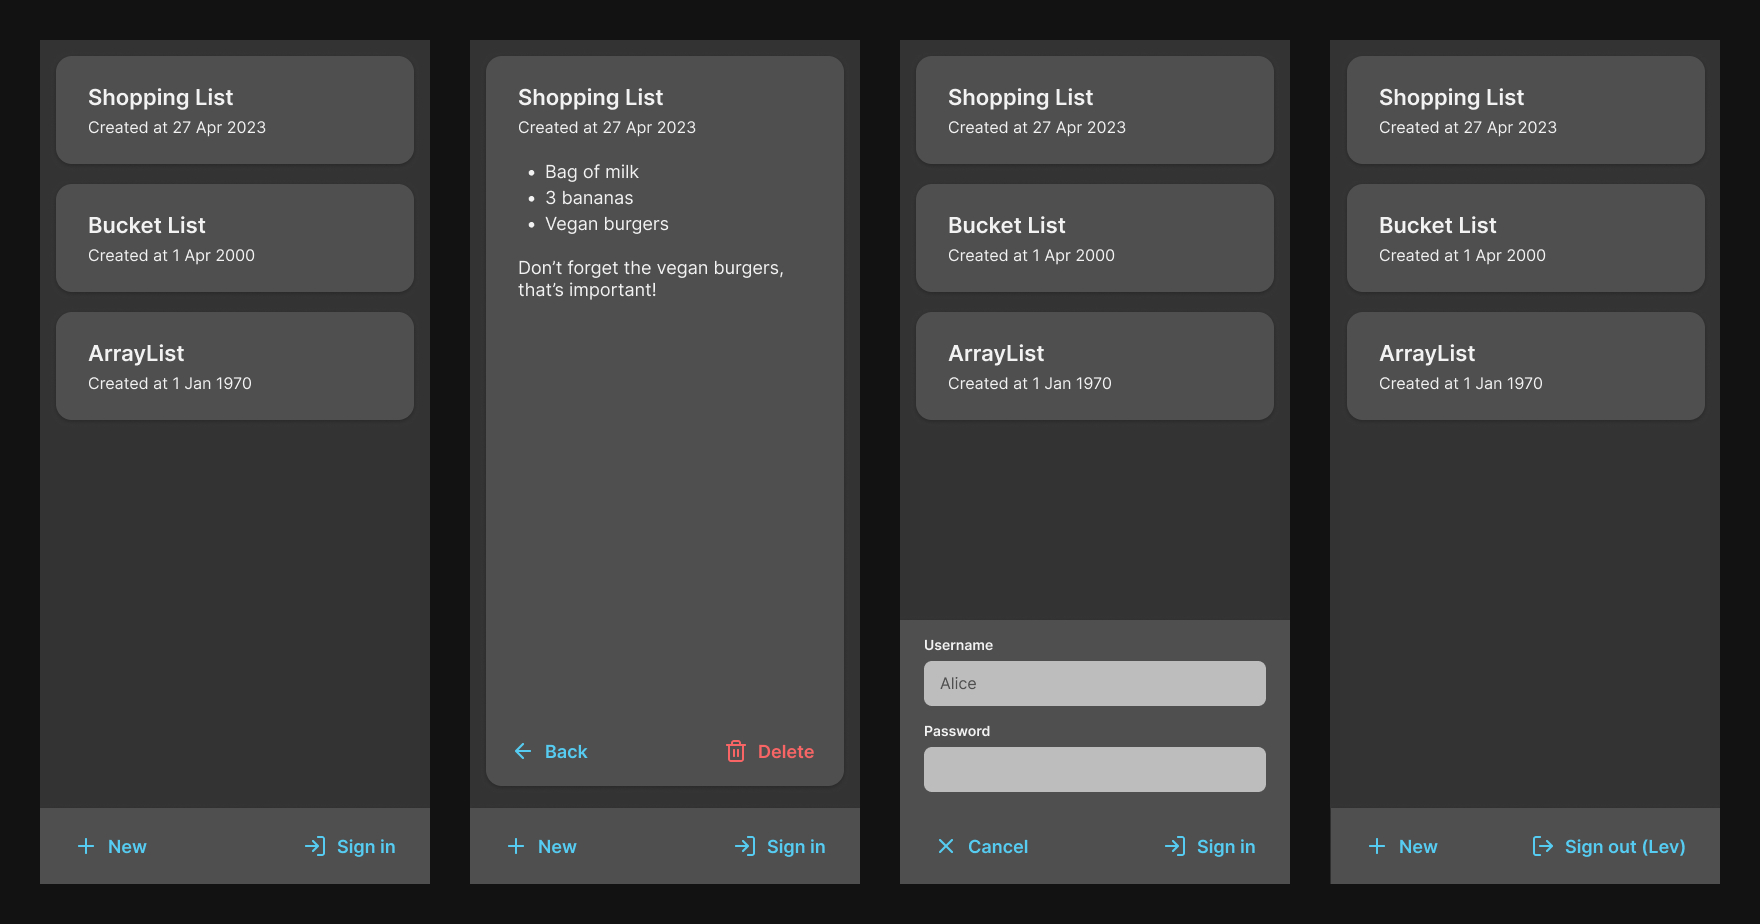 Shopping List
Created at 27 Apr 2023
Bucket List
Created at 1 Apr 2000
ArrayList
Created at 1 Jan 1970
New
Sign in
Shopping List
Created at 27 Apr 2023
• Bag of milk
• 3 bananas
• Vegan burgers
Don’t forget the vegan burgers,
that’s important!
Back
Delete
New
Sign in
Shopping List
Created at 27 Apr 2023
Bucket List
Created at 1 Apr 2000
ArrayList
Created at 1 Jan 1970
Username
Alice
Password
Cancel
Sign in
Shopping List
Created at 27 Apr 2023
Bucket List
Created at 1 Apr 2000
ArrayList
Created at 1 Jan 1970
New
Sign out (Lev)